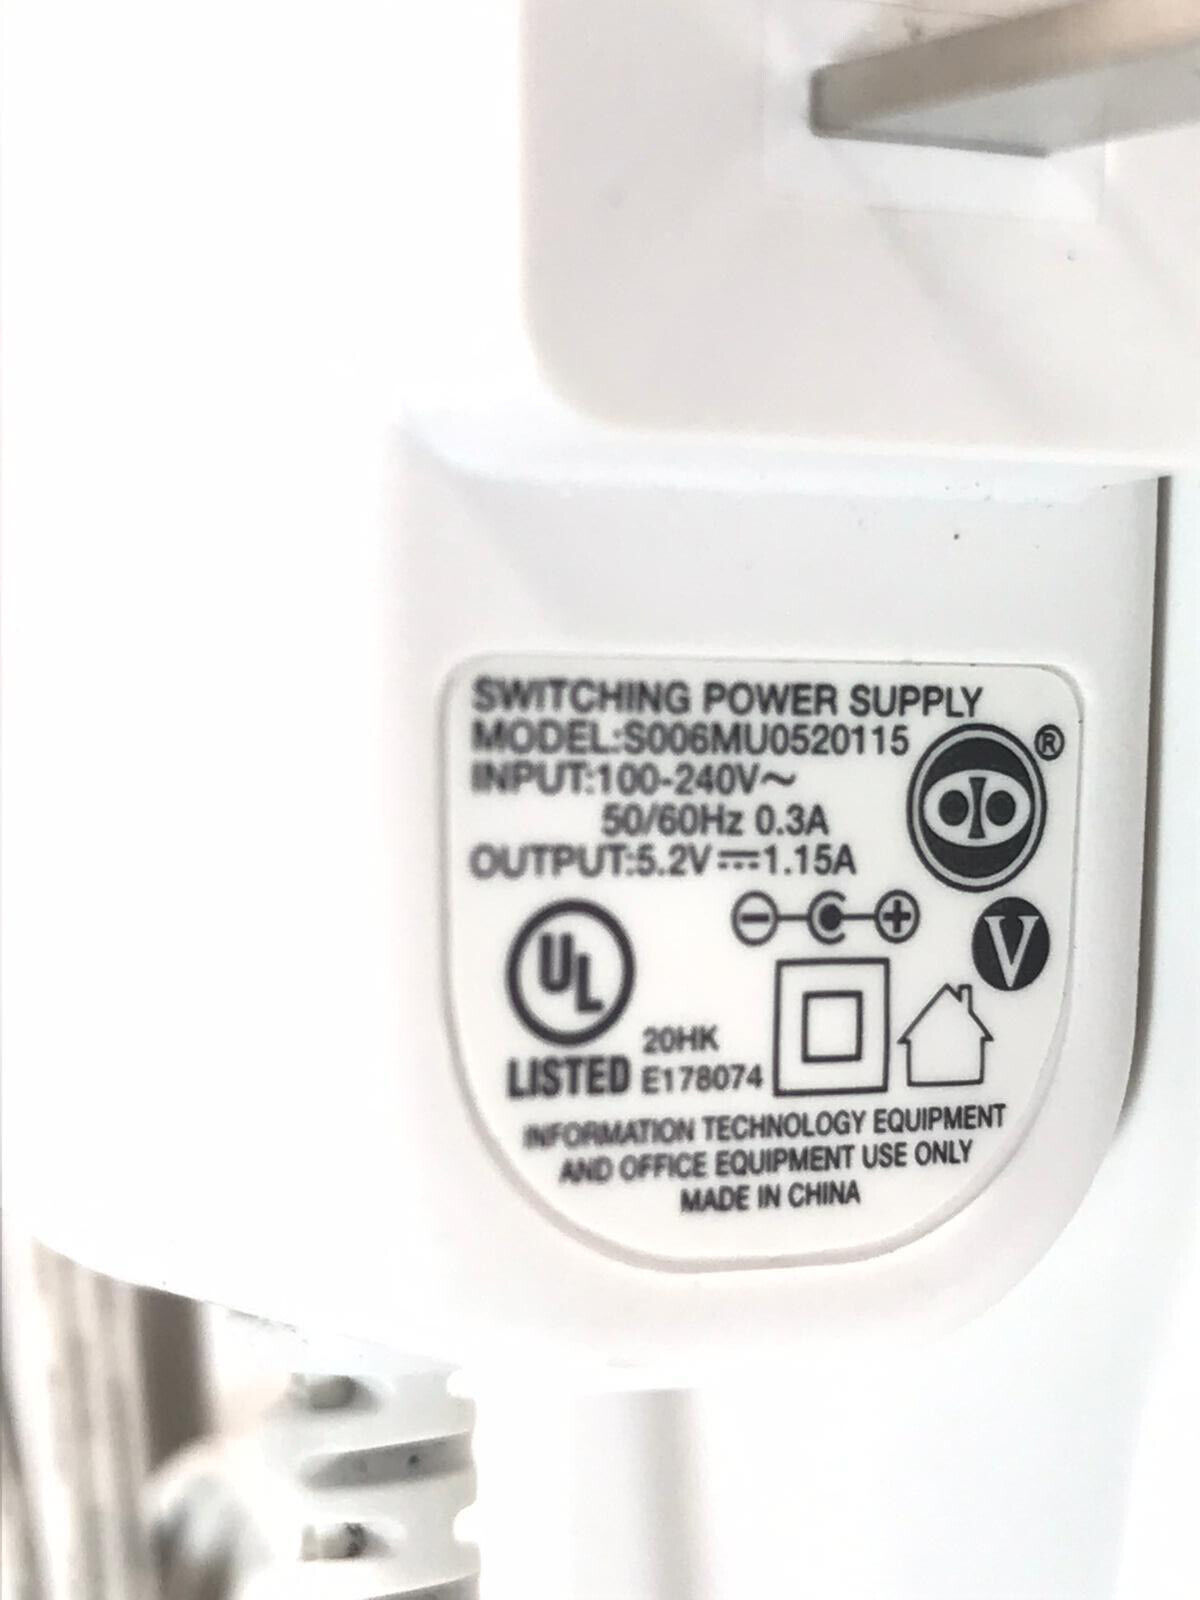 SWITCHING POWER SUPPLY
MODEL:S006MU0520115
INPUT:100-240V~
50/60Hz 0.3A
OUTPUT:5.2V⎓1.15A
®
V
UL
LISTED
20HK
E178074
INFORMATION TECHNOLOGY EQUIPMENT
AND OFFICE EQUIPMENT USE ONLY
MADE IN CHINA